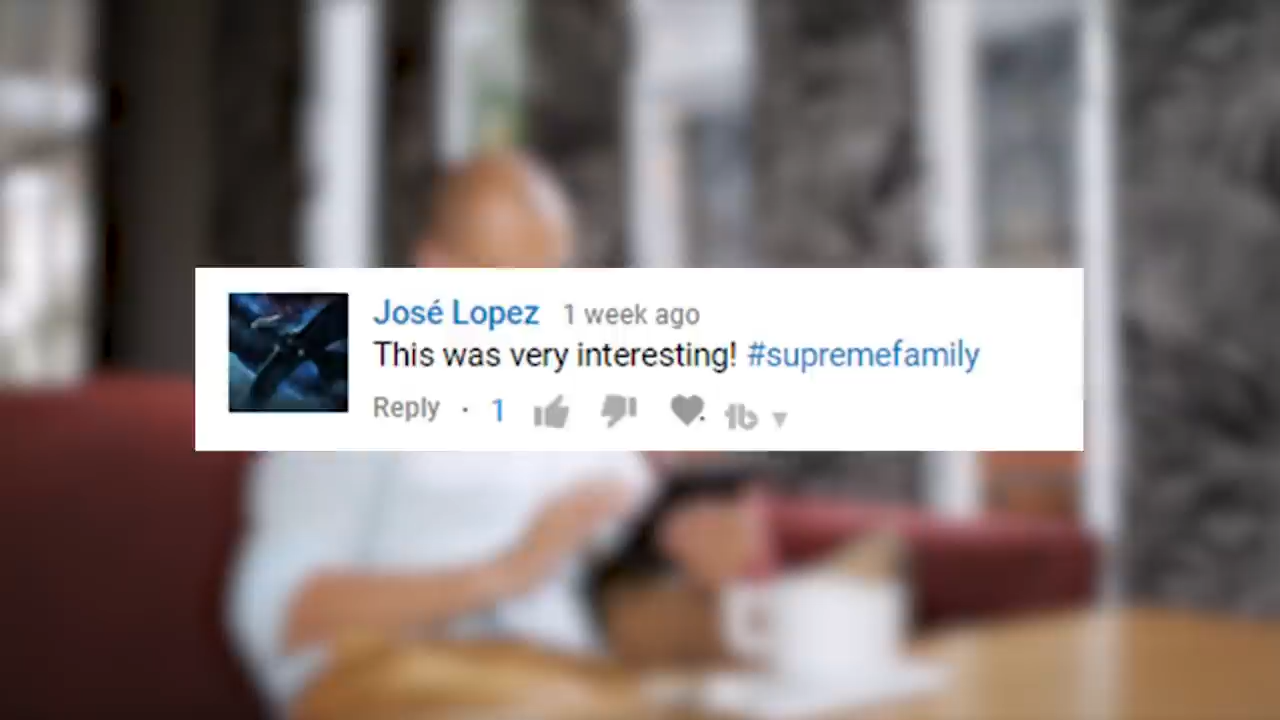 José Lopez 1 week ago
This was very interesting! #supremefamily
Reply · 1